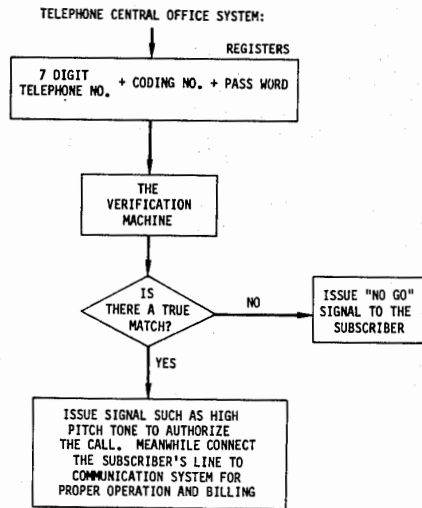 TELEPHONE CENTRAL OFFICE SYSTEM:
REGISTERS
7 DIGIT
TELEPHONE NO. + CODING NO. + PASS WORD
THE
VERIFICATION
MACHINE
IS
THERE A TRUE
MATCH?
NO
ISSUE "NO GO"
SIGNAL TO THE
SUBSCRIBER
YES
ISSUE SIGNAL SUCH AS HIGH
PITCH TONE TO AUTHORIZE
THE CALL. MEANWHILE CONNECT
THE SUBSCRIBER'S LINE TO
COMMUNICATION SYSTEM FOR
PROPER OPERATION AND BILLING